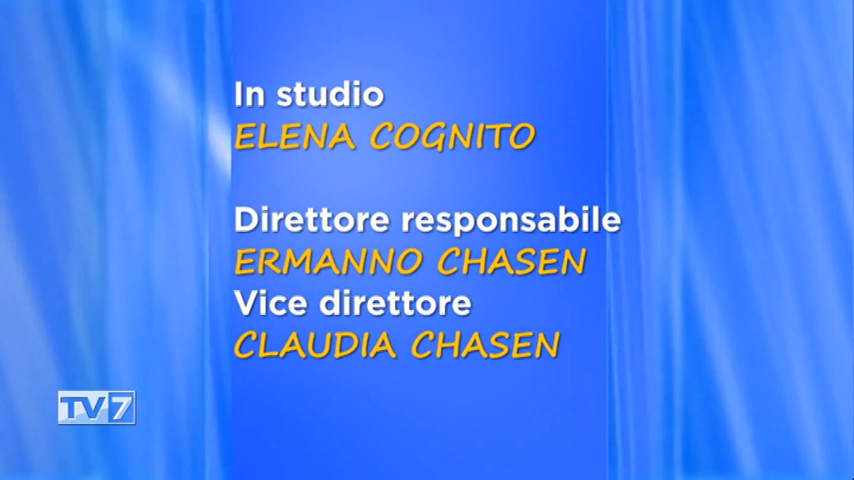 In studio
ELENA COGNITO
Direttore responsabile
ERMANNO CHASEN
Vice direttore
CLAUDIA CHASEN
TV7